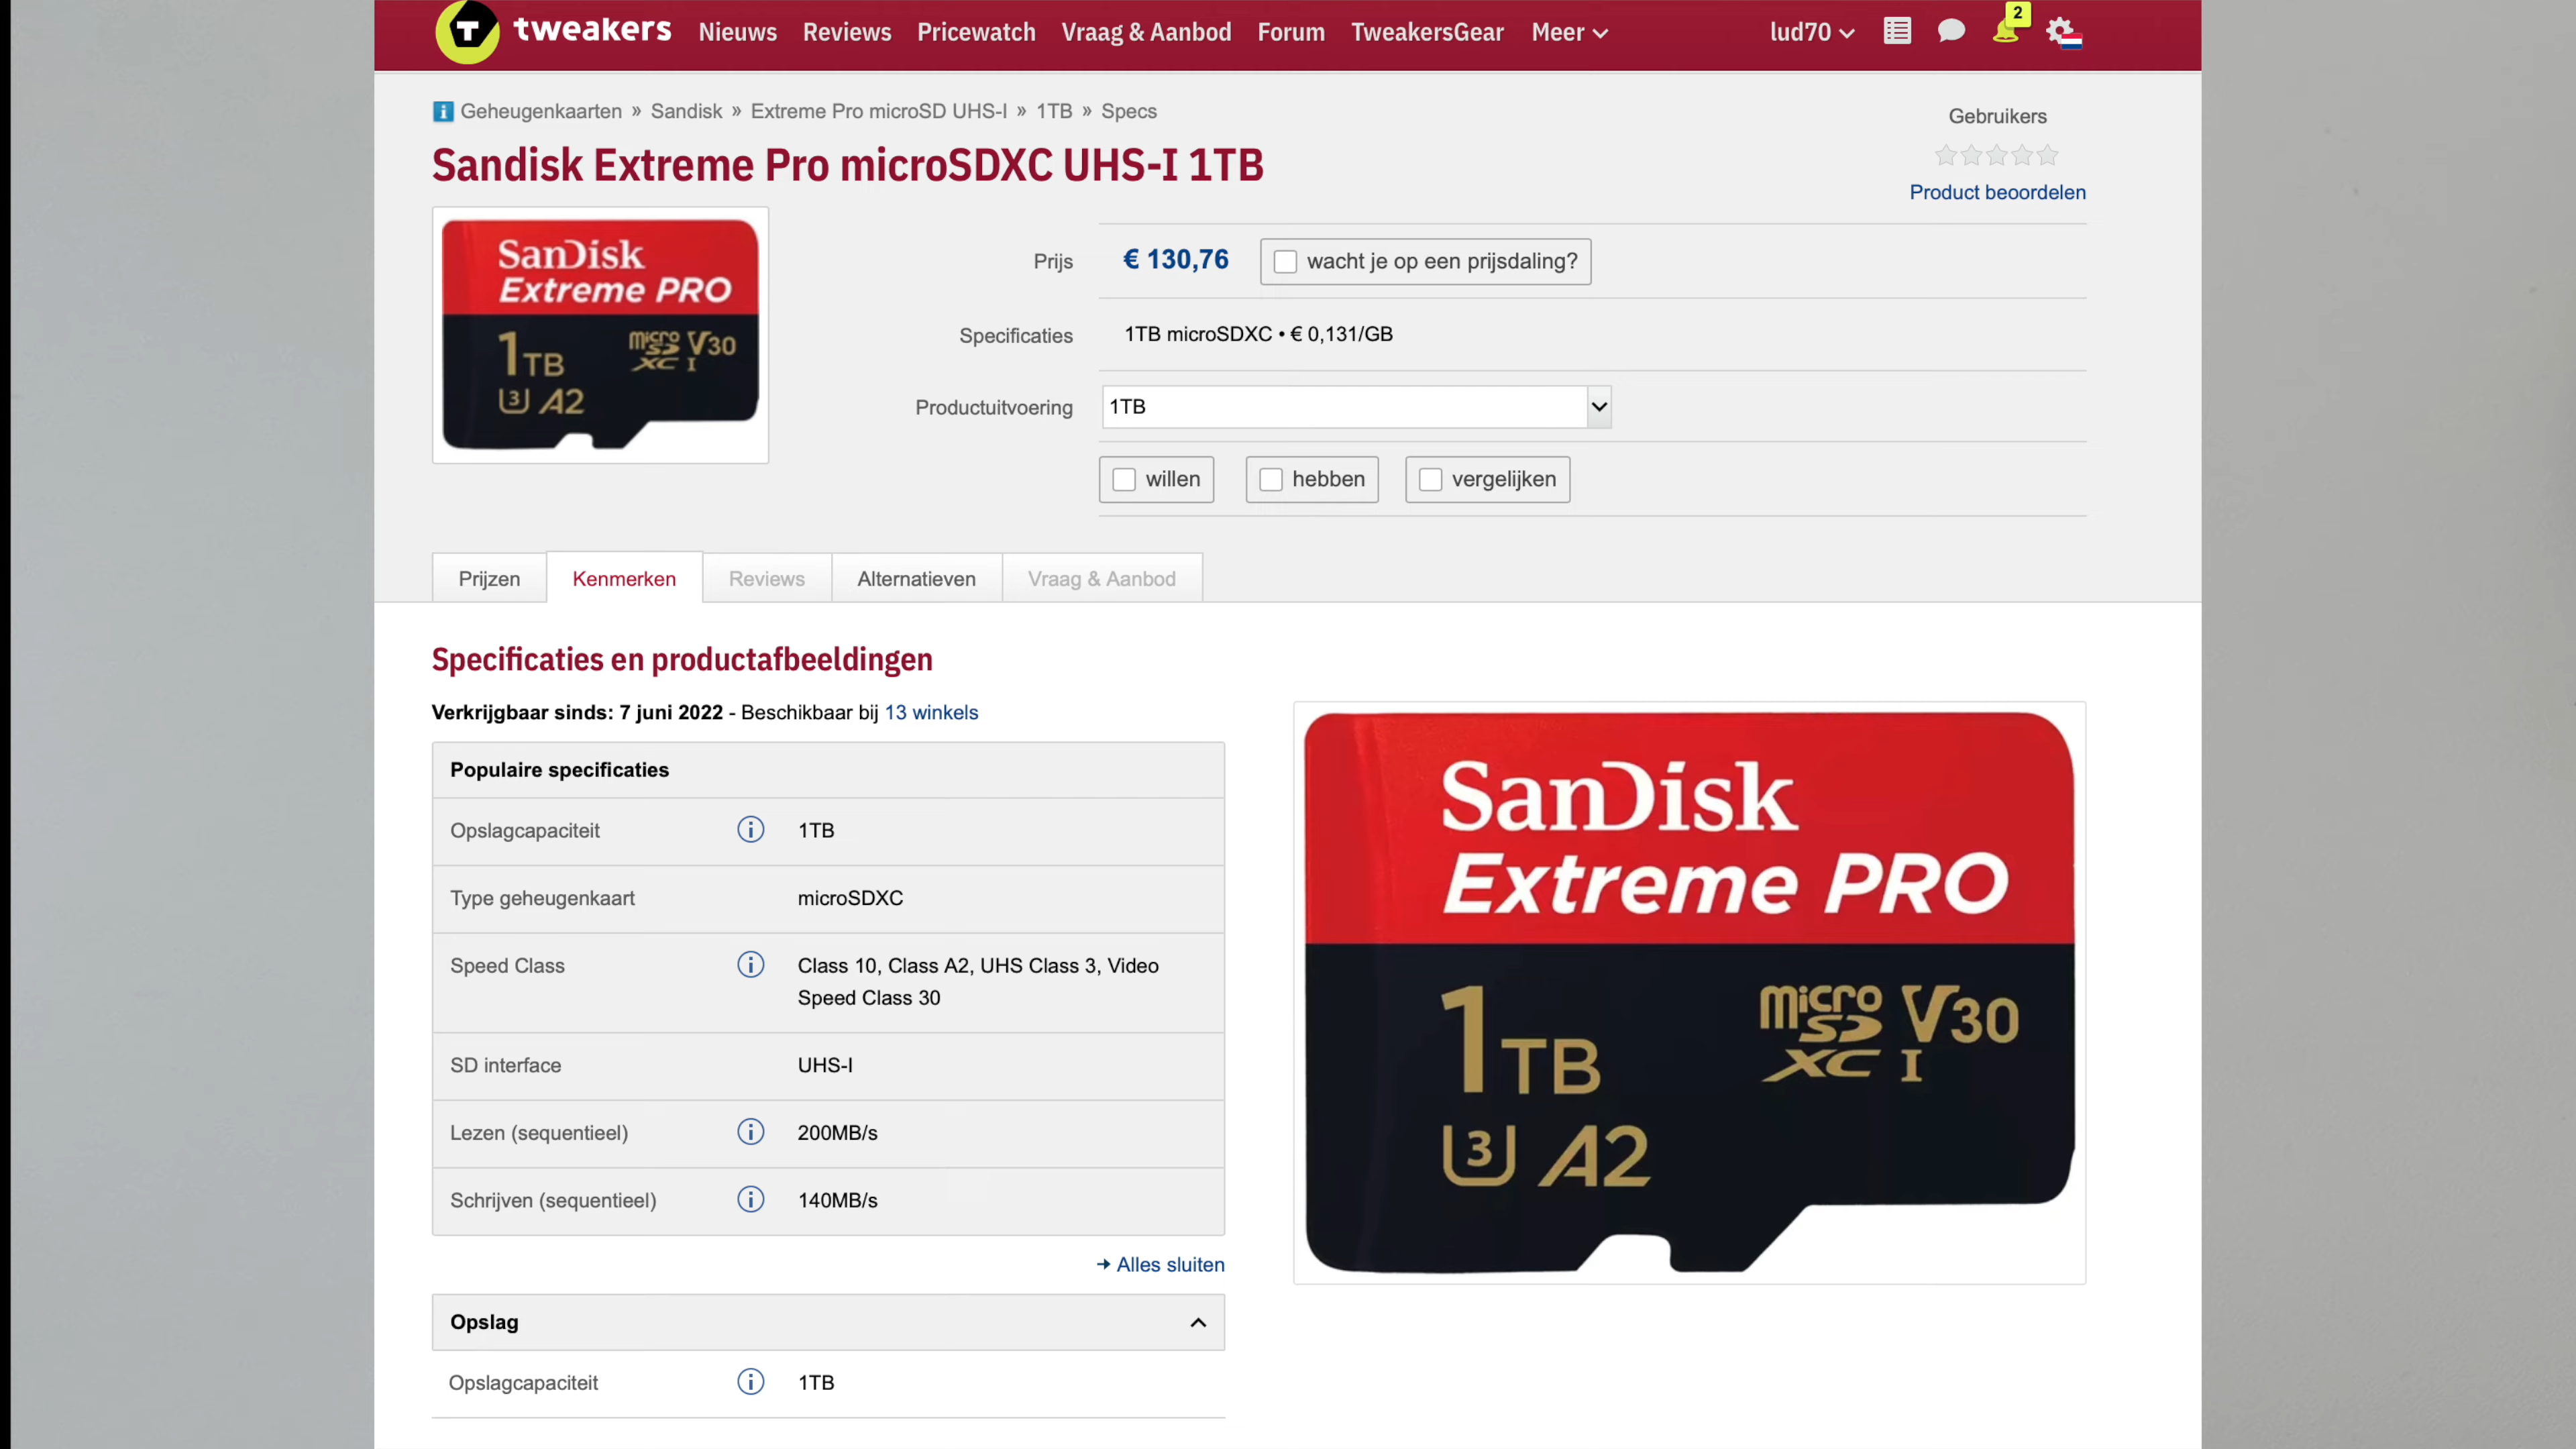 tweakers Nieuws Reviews Pricewatch Vraag & Aanbod Forum TweakersGear Meer lud70 2
Geheugenkaarten » Sandisk » Extreme Pro microSD UHS-I » 1TB » Specs
Gebruikers
Sandisk Extreme Pro microSDXC UHS-I 1TB
Product beoordelen
SanDisk
Extreme PRO
1TB micro SD XC I V30
U3 A2
Prijs € 130,76 wacht je op een prijsdaling?
Specificaties 1TB microSDXC • € 0,131/GB
Productuitvoering 1TB
willen hebben vergelijken
Prijzen Kenmerken Reviews Alternatieven Vraag & Aanbod
Specificaties en productafbeeldingen
Verkrijgbaar sinds: 7 juni 2022 - Beschikbaar bij 13 winkels
Populaire specificaties
Opslagcapaciteit i 1TB
Type geheugenkaart microSDXC
Speed Class i Class 10, Class A2, UHS Class 3, Video
Speed Class 30
SD interface UHS-I
Lezen (sequentieel) i 200MB/s
Schrijven (sequentieel) i 140MB/s
Alles sluiten
Opslag
Opslagcapaciteit i 1TB
SanDisk
Extreme PRO
1TB micro SD XC I V30
U3 A2